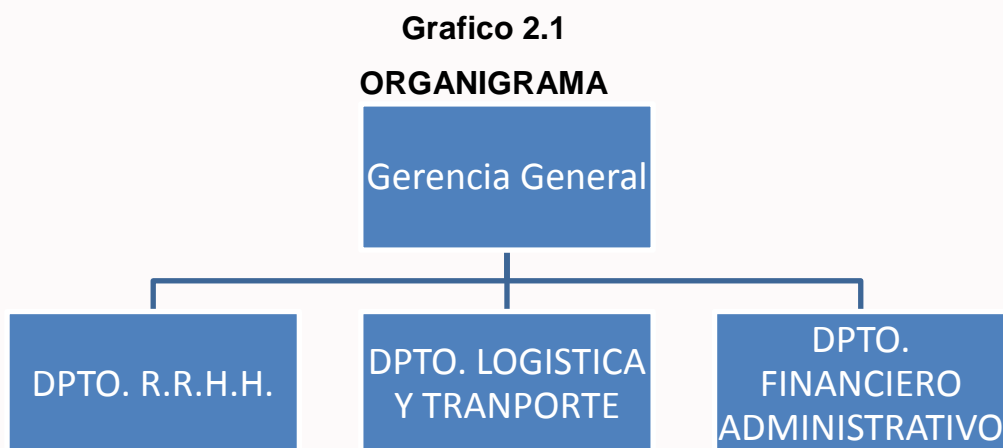 Grafico 2.1
ORGANIGRAMA
Gerencia General
DPTO. R.R.H.H.
DPTO. LOGISTICA
Y TRANPORTE
DPTO.
FINANCIERO
ADMINISTRATIVO